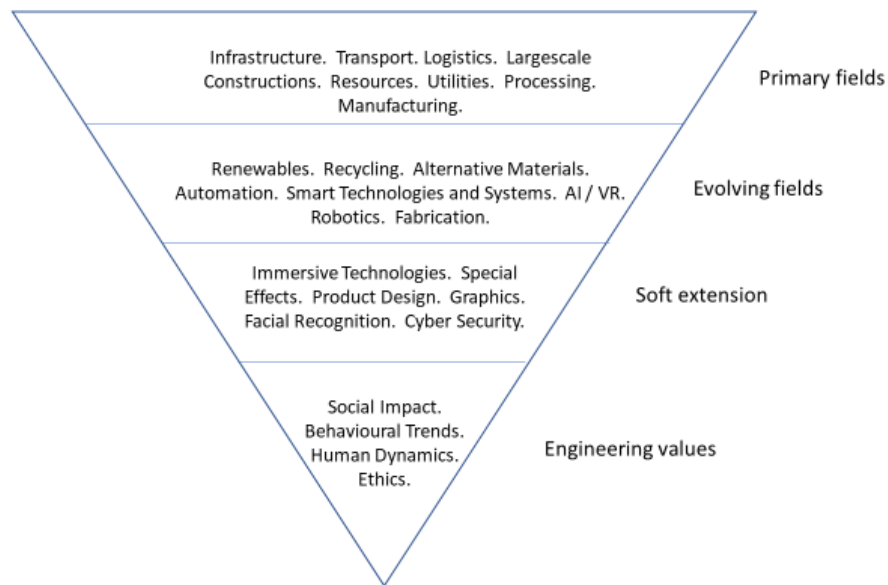 Infrastructure. Transport. Logistics. Largescale
Constructions. Resources. Utilities. Processing.
Manufacturing.
Primary fields
Renewables. Recycling. Alternative Materials.
Automation. Smart Technologies and Systems. AI / VR.
Robotics. Fabrication.
Evolving fields
Immersive Technologies. Special
Effects. Product Design. Graphics.
Facial Recognition. Cyber Security.
Soft extension
Social Impact.
Behavioural Trends.
Human Dynamics.
Ethics.
Engineering values